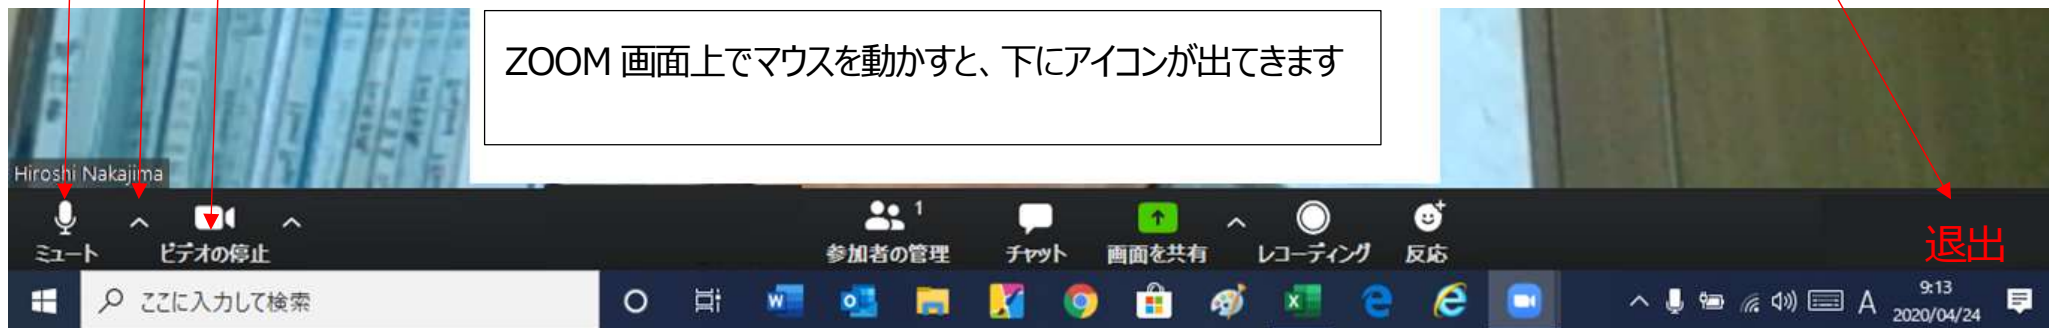 ZOOM 画面上でマウスを動かすと、下にアイコンが出てきます
Hiroshi Nakajima
ミュート
ビデオの停止
参加者の管理
1
チャット
画面を共有
レコーディング
反応
退出
ここに入力して検索
A
9:13
2020/04/24